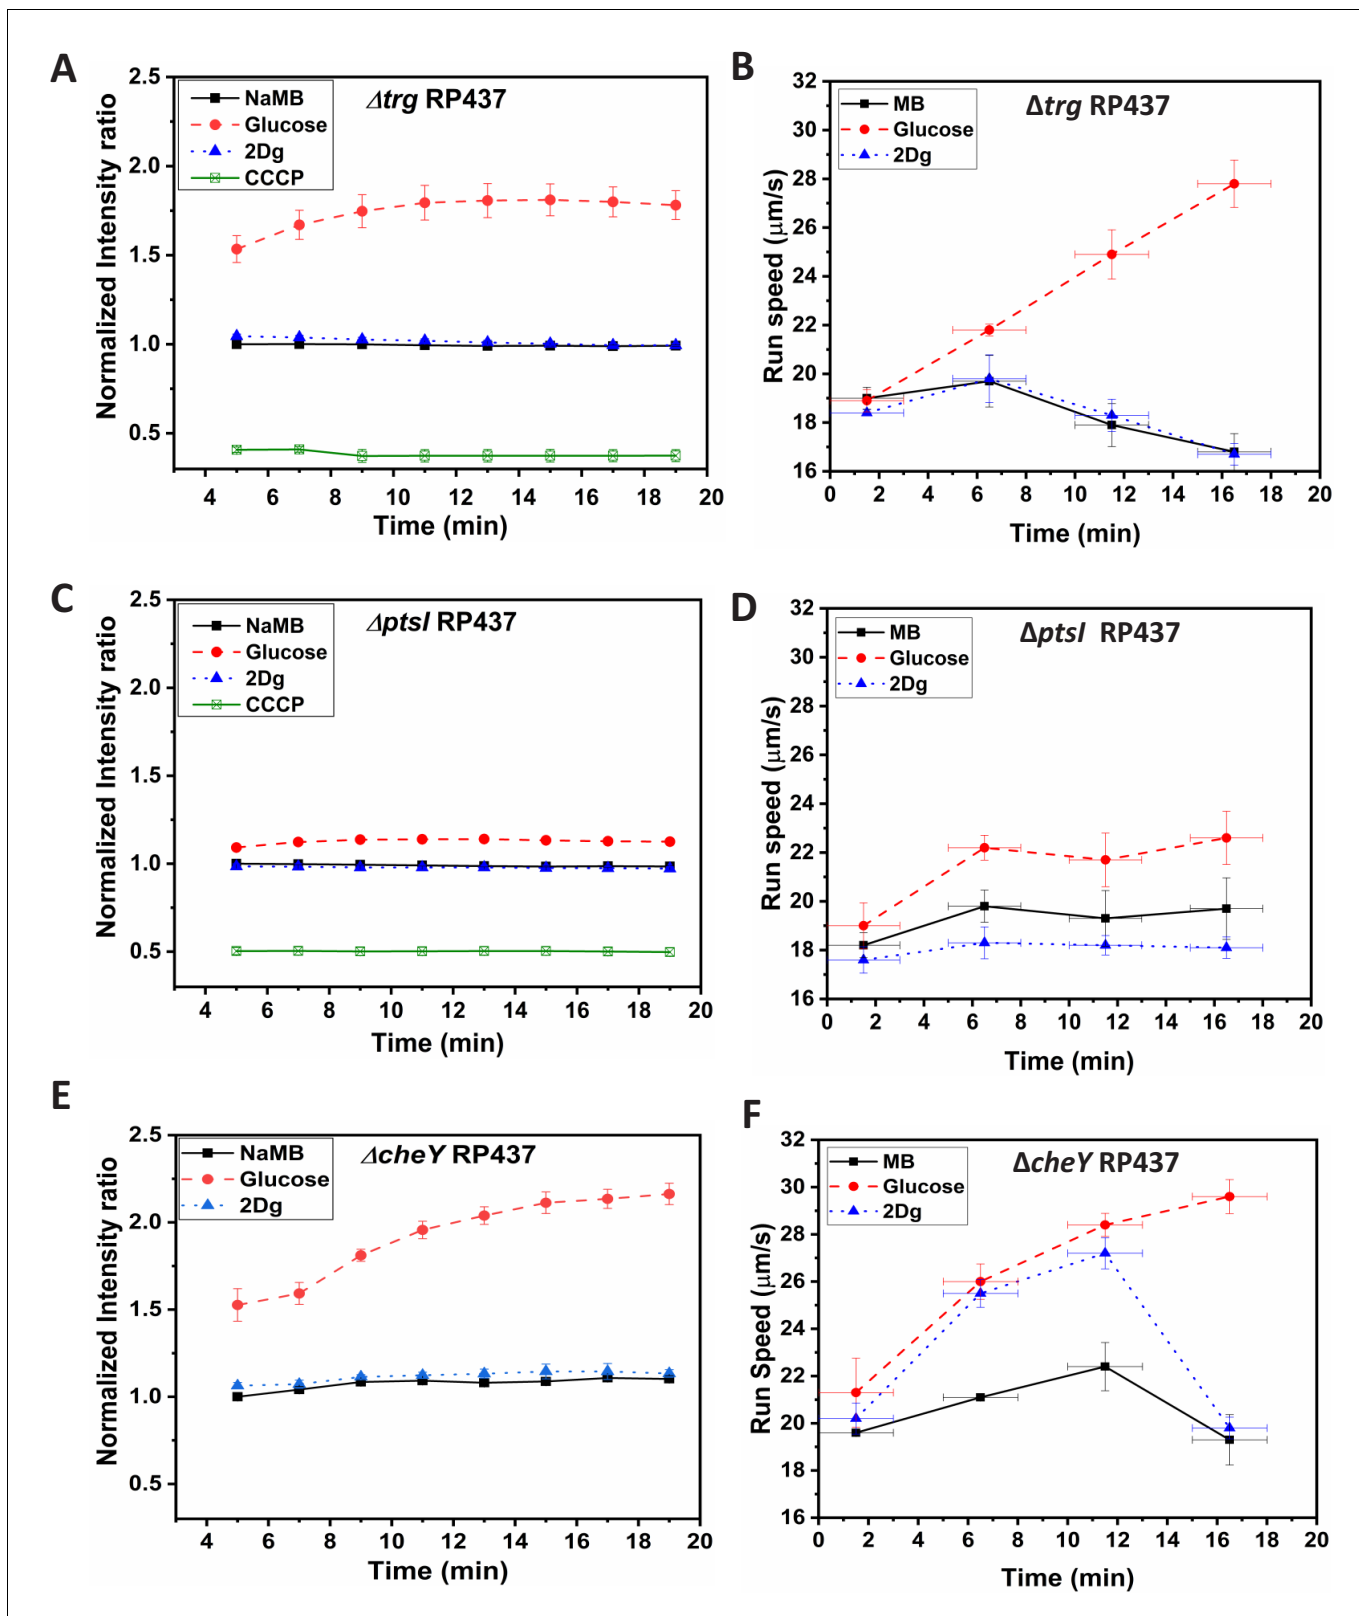 A
2.5
2.0
1.5
1.0
0.5
Normalized Intensity ratio
NaMB
Glucose
2Dg
CCCP
Δtrg RP437
4 6 8 10 12 14 16 18 20
Time (min)
B
32
30
28
26
24
22
20
18
16
Run speed (μm/s)
MB
Glucose
2Dg
Δtrg RP437
0 2 4 6 8 10 12 14 16 18 20
Time (min)
C
2.5
2.0
1.5
1.0
0.5
Normalized Intensity ratio
NaMB
Glucose
2Dg
CCCP
ΔptsI RP437
4 6 8 10 12 14 16 18 20
Time (min)
D
32
30
28
26
24
22
20
18
16
Run speed (μm/s)
MB
Glucose
2Dg
ΔptsI RP437
0 2 4 6 8 10 12 14 16 18 20
Time (min)
E
2.5
2.0
1.5
1.0
0.5
Normalized Intensity ratio
NaMB
Glucose
2Dg
ΔcheY RP437
4 6 8 10 12 14 16 18 20
Time (min)
F
32
30
28
26
24
22
20
18
16
Run Speed (μm/s)
MB
Glucose
2Dg
ΔcheY RP437
0 2 4 6 8 10 12 14 16 18 20
Time (min)